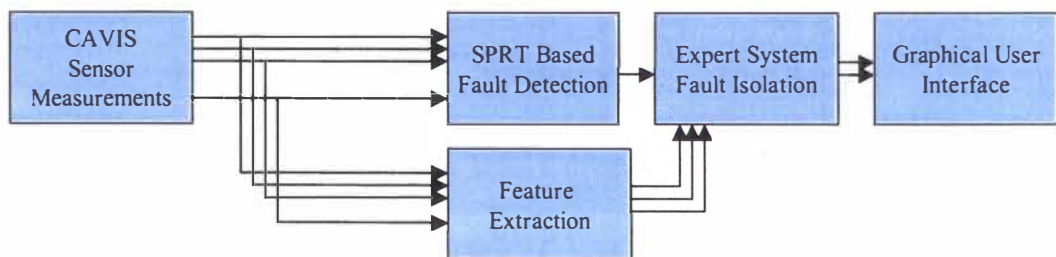 CAVIS
Sensor
Measurements
SPRT Based
Fault Detection
Expert System
Fault Isolation
Graphical User
Interface
Feature
Extraction